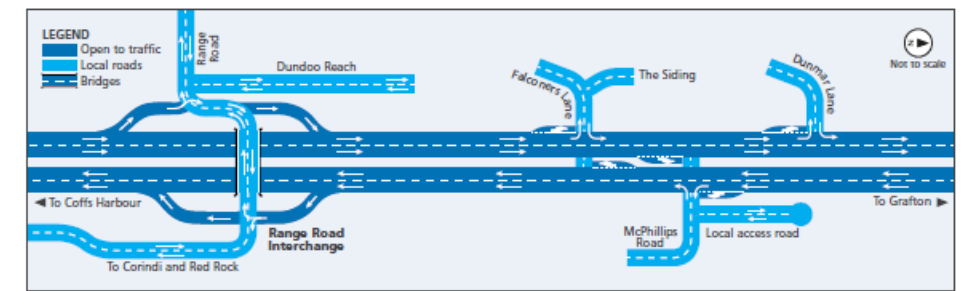 LEGEND
Open to traffic
Local roads
Bridges
Range
Road
Dundoo Reach
Falconers Lane
The Siding
Dunmar Lane
N
Not to scale
To Coffs Harbour
To Grafton
Range Road
Interchange
To Corindi and Red Rock
McPhillips
Road
Local access road